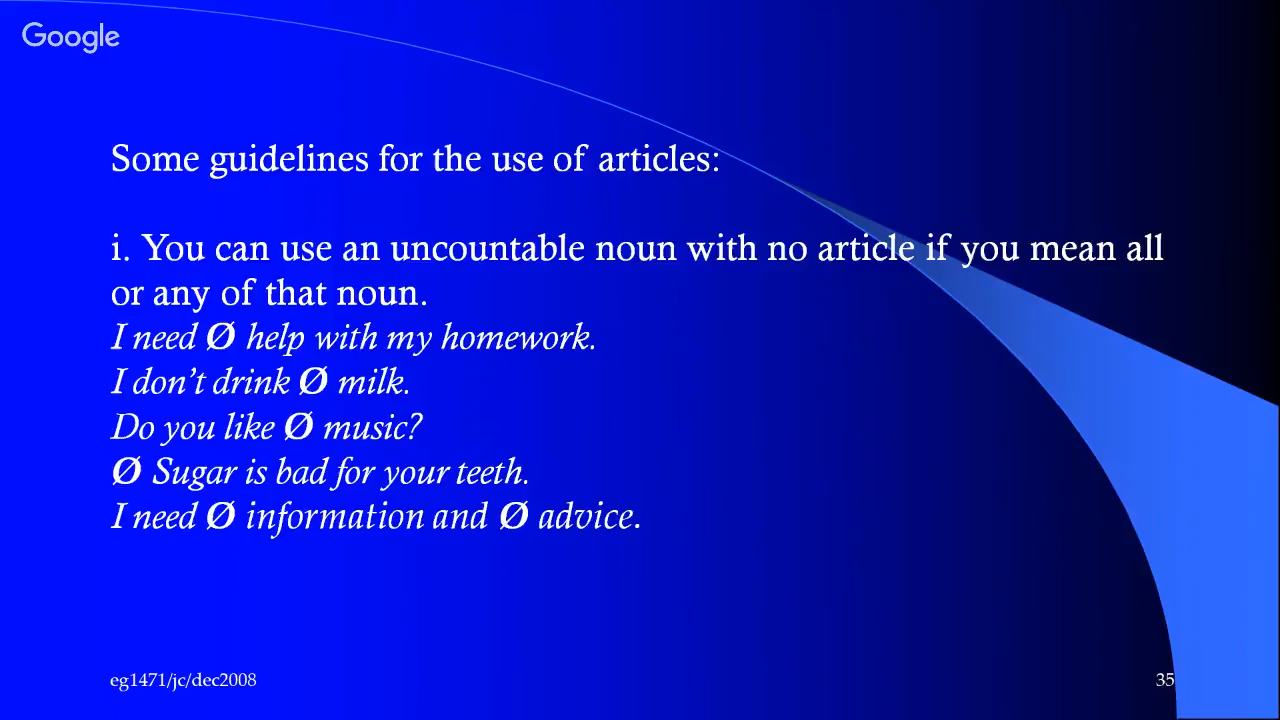 Google
Some guidelines for the use of articles:
i. You can use an uncountable noun with no article if you mean all
or any of that noun.
I need Ø help with my homework.
I don't drink Ø milk.
Do you like Ø music?
Ø Sugar is bad for your teeth.
I need Ø information and Ø advice.
eg1471/jc/dec2008
35